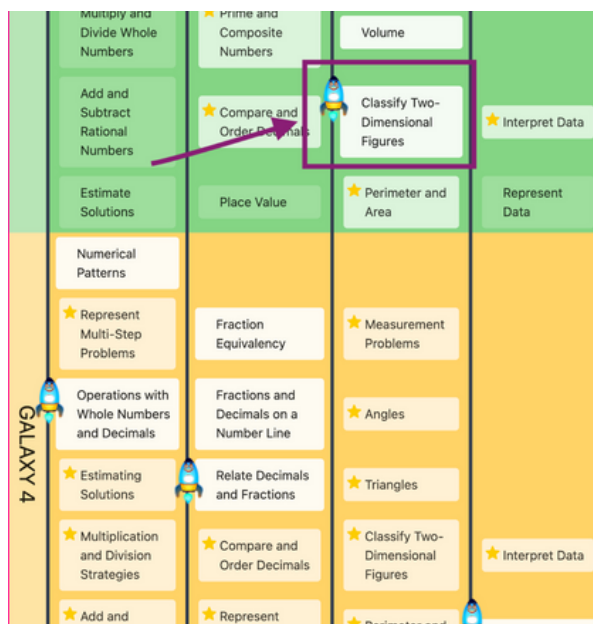 Multiply and
Divide Whole
Numbers
Prime and
Composite
Numbers
Volume
Add and
Subtract
Rational
Numbers
Compare and
Order Decimals
Classify Two-
Dimensional
Figures
Interpret Data
Estimate
Solutions
Place Value
Perimeter and
Area
Represent
Data
GALAXY 4
Numerical
Patterns
Represent
Multi-Step
Problems
Fraction
Equivalency
Measurement
Problems
Operations with
Whole Numbers
and Decimals
Fractions and
Decimals on a
Number Line
Angles
Estimating
Solutions
Relate Decimals
and Fractions
Triangles
Multiplication
and Division
Strategies
Compare and
Order Decimals
Classify Two-
Dimensional
Figures
Interpret Data
Add and
Represent
Perimeter and